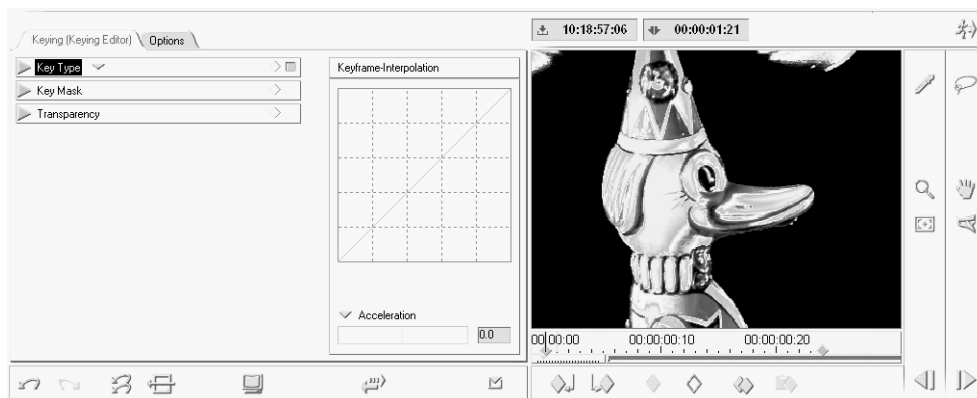 Keying (Keying Editor) Options
Key Type
Key Mask
Transparency
Keyframe-Interpolation
Acceleration
0.0
10:18:57:06 00:00:01:21
00:00:00 00:00:00:10 00:00:00:20